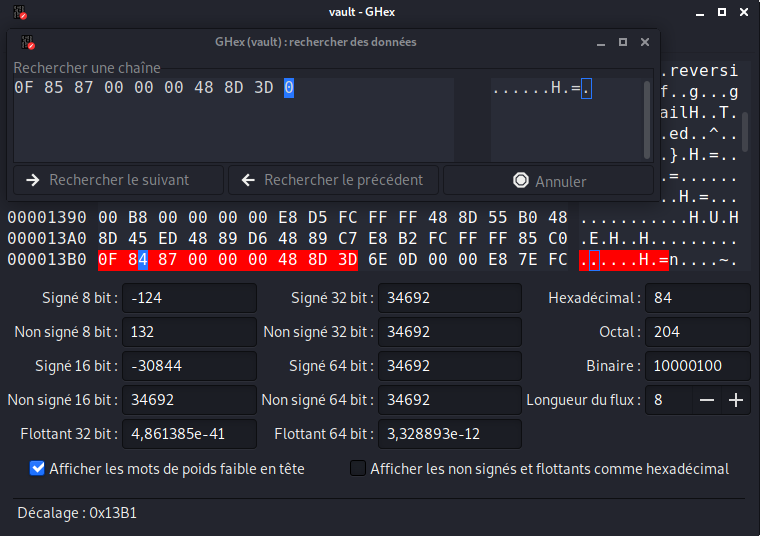 vault - GHex
GHex (vault) : rechercher des données
Rechercher une chaîne
0F 85 87 00 00 00 48 8D 3D 0 ......H.=.
.reversi
f..g...g
ailH..T.
.ed..^..
.}.H.=..
.=......
..H.=...
Rechercher le suivant Rechercher le précédent Annuler
00001390 00 B8 00 00 00 00 E8 D5 FC FF FF 48 8D 55 B0 48 ...........H.U.H
000013A0 8D 45 ED 48 89 D6 48 89 C7 E8 B2 FC FF FF 85 C0 .E.H..H.........
000013B0 0F 84 87 00 00 00 48 8D 3D 6E 0D 00 00 E8 7E FC ......H.=n....~.
Signé 8 bit : -124 Signé 32 bit : 34692 Hexadécimal : 84
Non signé 8 bit : 132 Non signé 32 bit : 34692 Octal : 204
Signé 16 bit : -30844 Signé 64 bit : 34692 Binaire : 10000100
Non signé 16 bit : 34692 Non signé 64 bit : 34692 Longueur du flux : 8
Flottant 32 bit : 4,861385e-41 Flottant 64 bit : 3,328893e-12
Afficher les mots de poids faible en tête Afficher les non signés et flottants comme hexadécimal
Décalage : 0x13B1